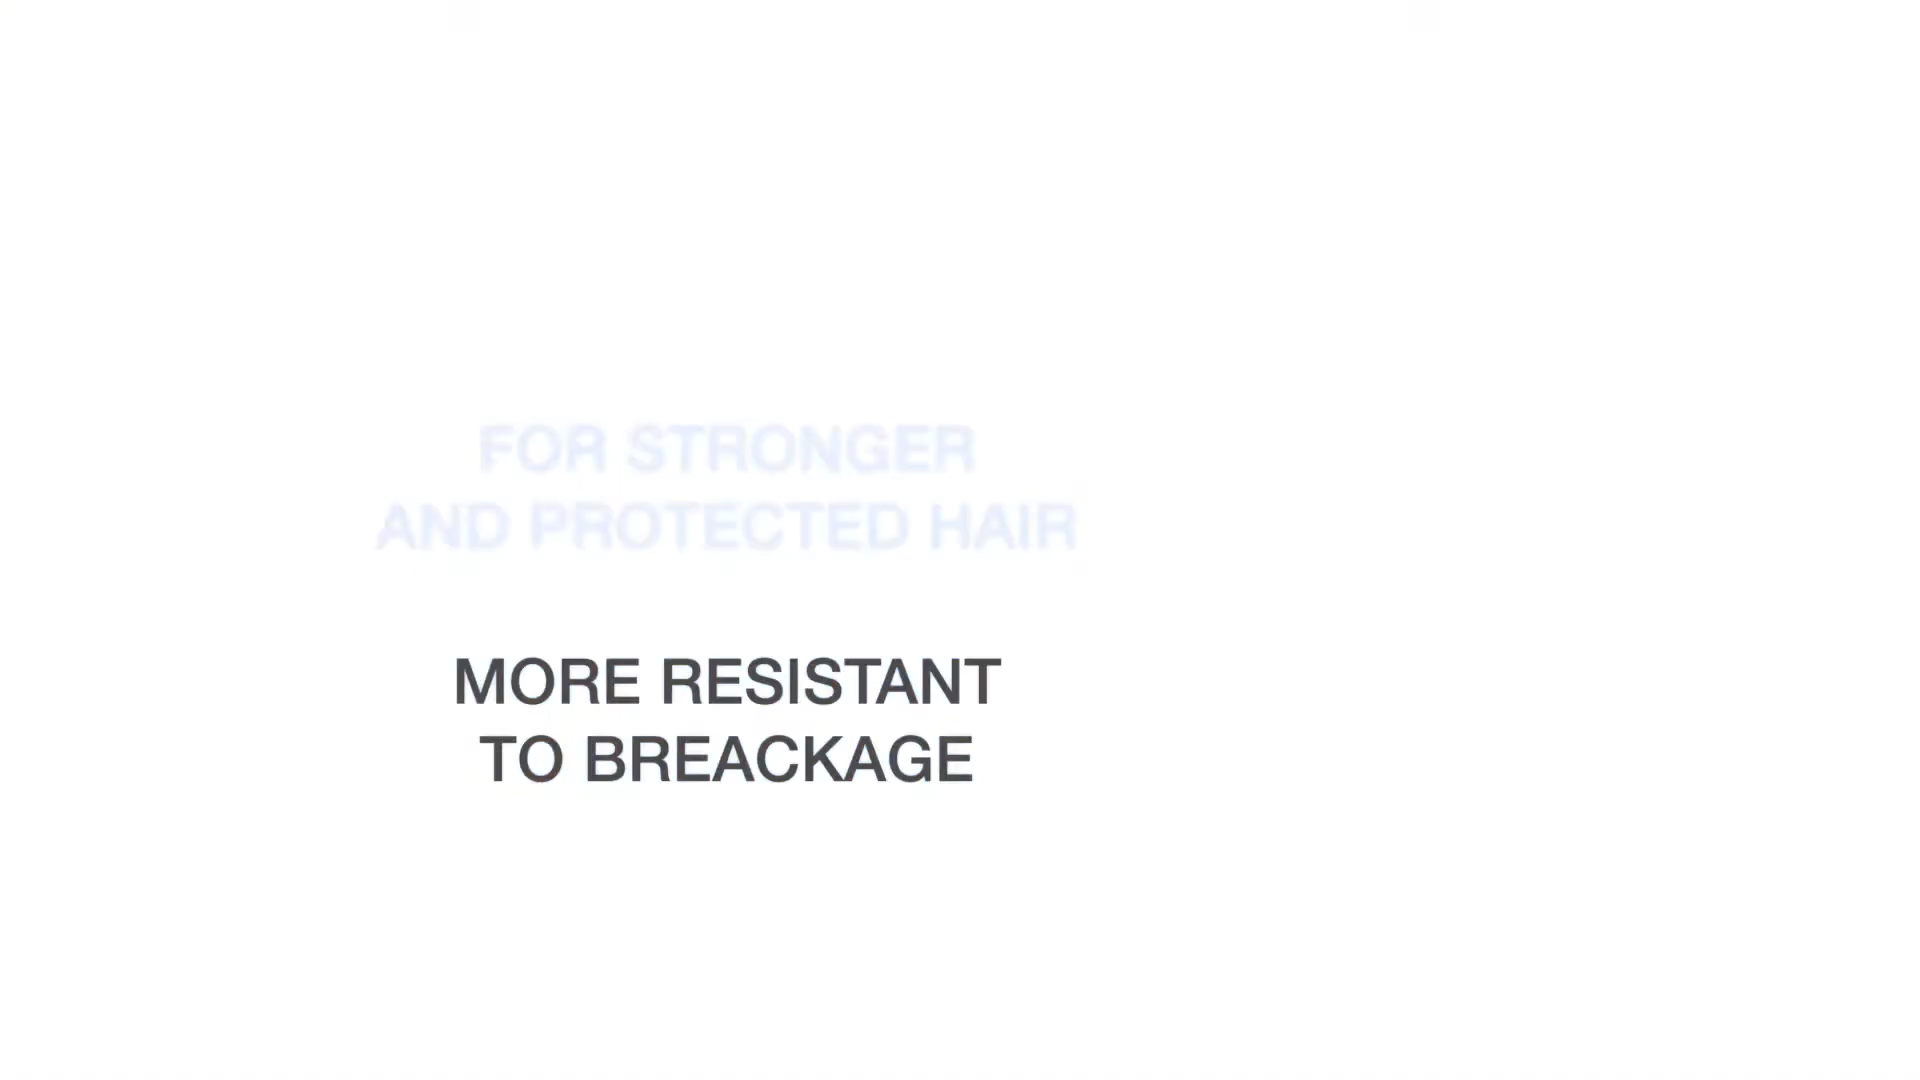 FOR STRONGER
AND PROTECTED HAIR
MORE RESISTANT
TO BREACKAGE